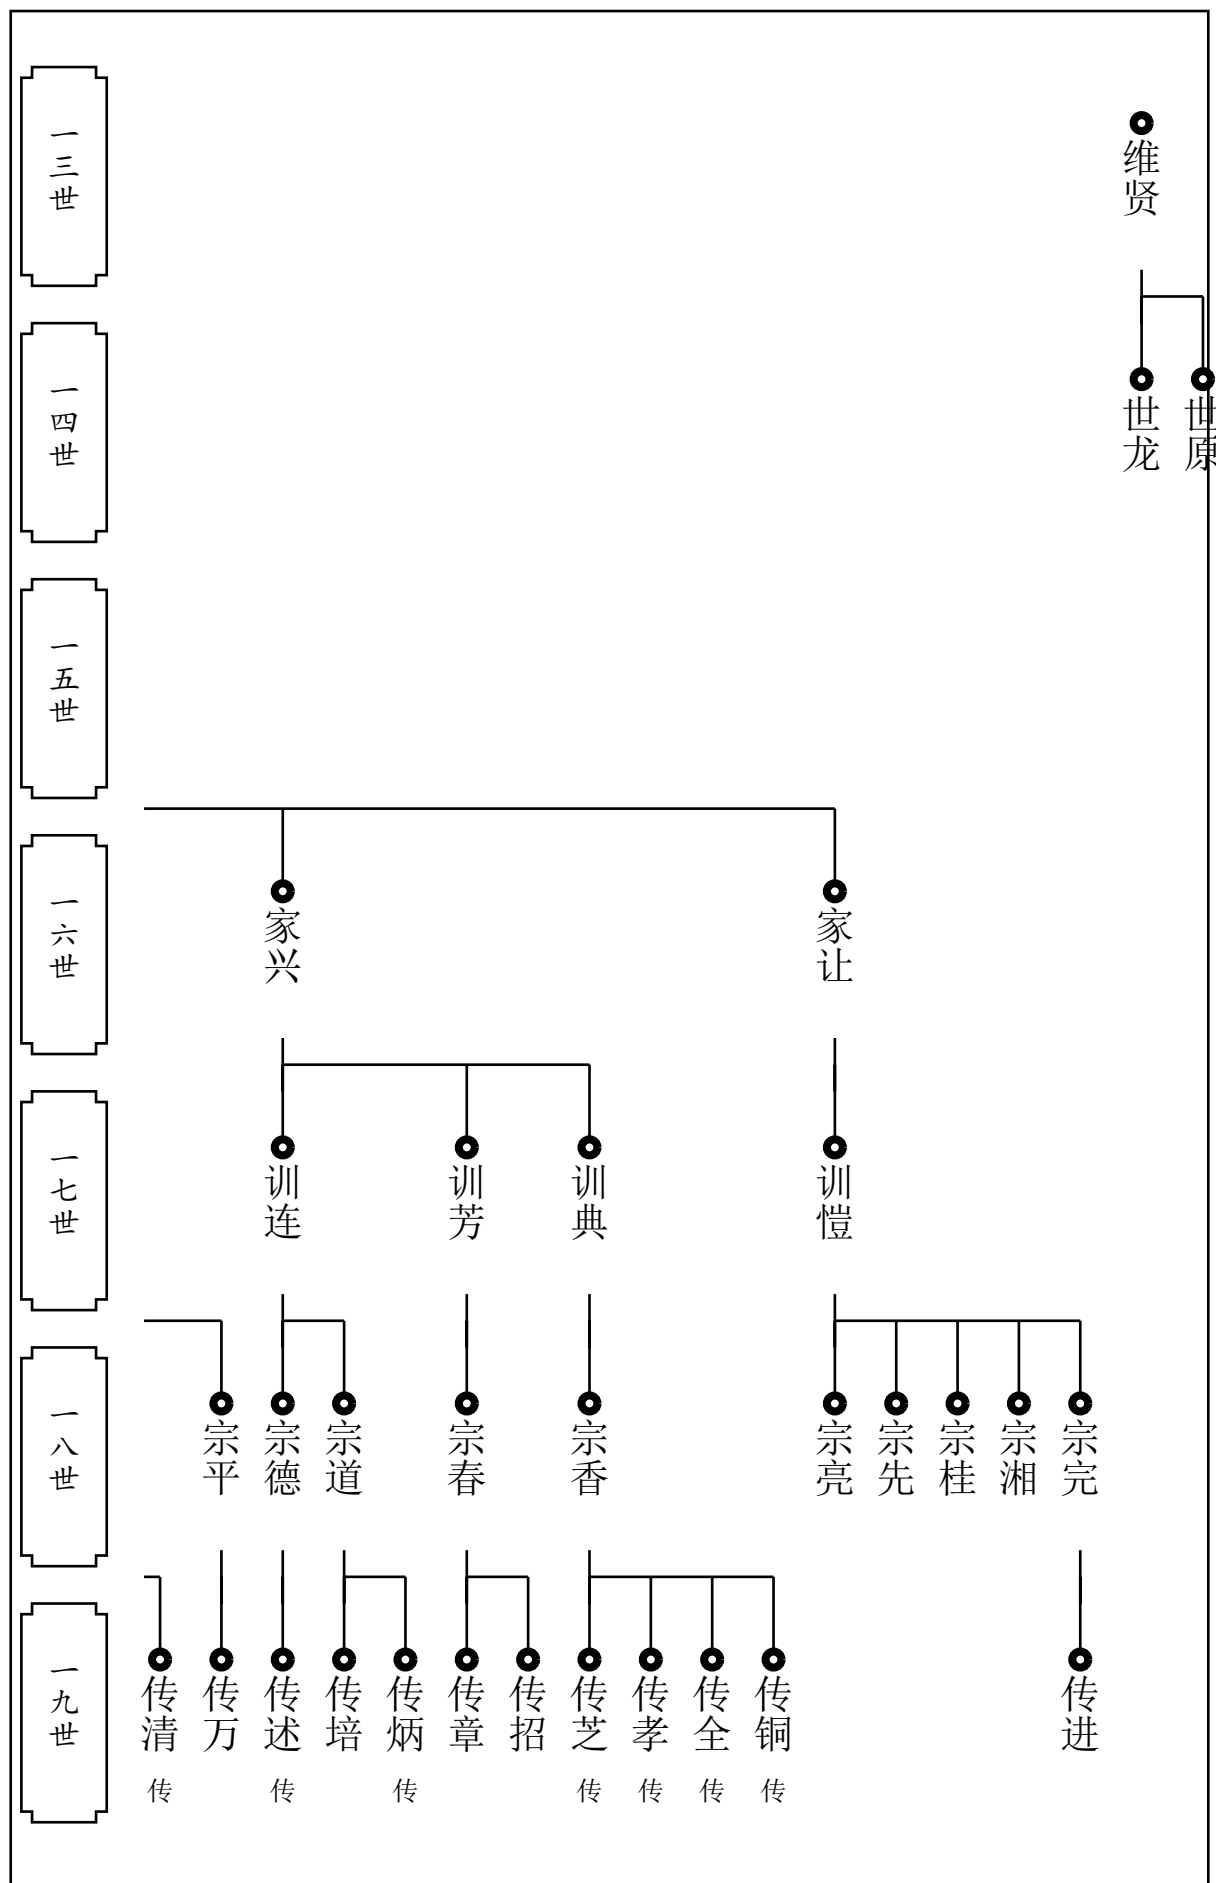 一三世
维贤
一四世
世原
世龙
一五世
一六世
家让
家兴
一七世
训恺
训典
训芳
训连
一八世
宗完
宗湘
宗桂
宗先
宗亮
宗香
宗春
宗道
宗德
宗平
一九世
传进
传铜
传
传全
传
传孝
传
传芝
传
传招
传章
传炳
传
传培
传述
传
传万
传清
传